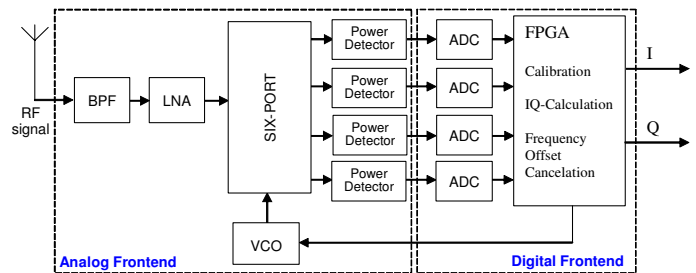 RF
signal
BPF
LNA
SIX-PORT
Power
Detector
Power
Detector
Power
Detector
Power
Detector
ADC
ADC
ADC
ADC
FPGA
Calibration
IQ-Calculation
Frequency
Offset
Cancelation
I
Q
VCO
Analog Frontend
Digital Frontend